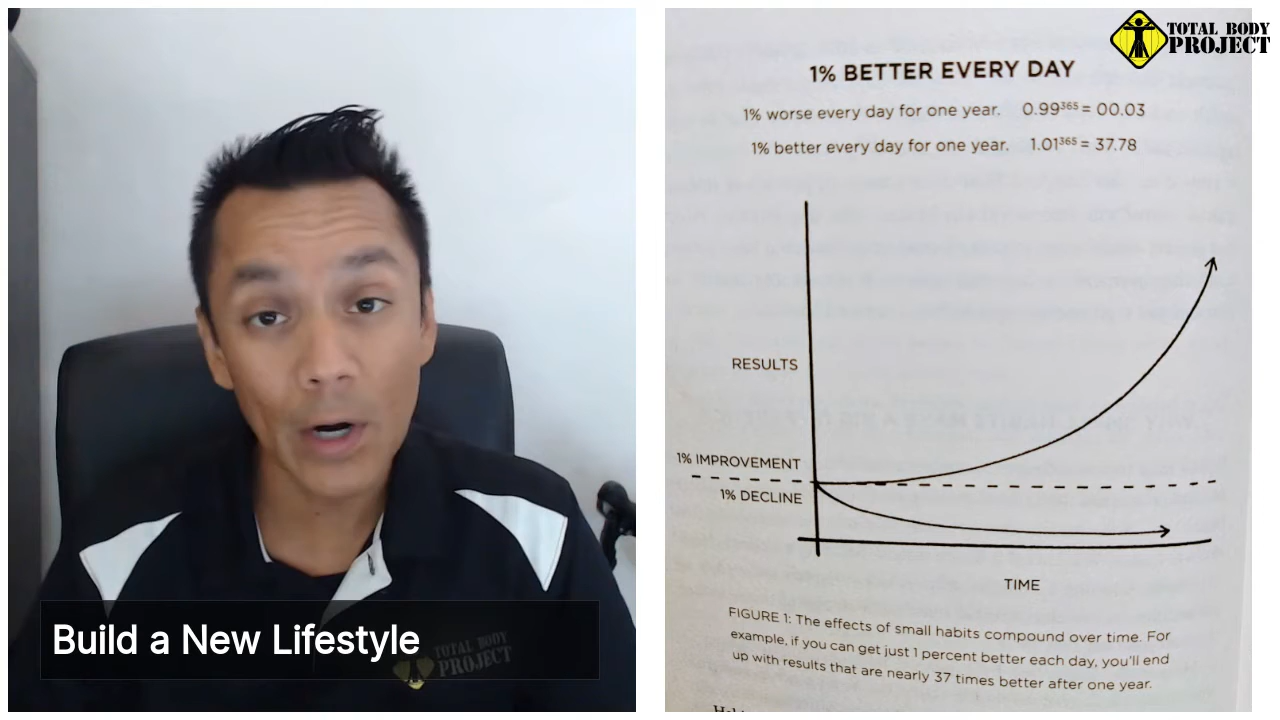 Build a New Lifestyle
TOTAL BODY
PROJECT
TOTAL BODY
PROJECT
1% BETTER EVERY DAY
1% worse every day for one year. 0.99³⁶⁵ = 00.03
1% better every day for one year. 1.01³⁶⁵ = 37.78
RESULTS
1% IMPROVEMENT
1% DECLINE
TIME
FIGURE 1: The effects of small habits compound over time. For
example, if you can get just 1 percent better each day, you'll end
up with results that are nearly 37 times better after one year.